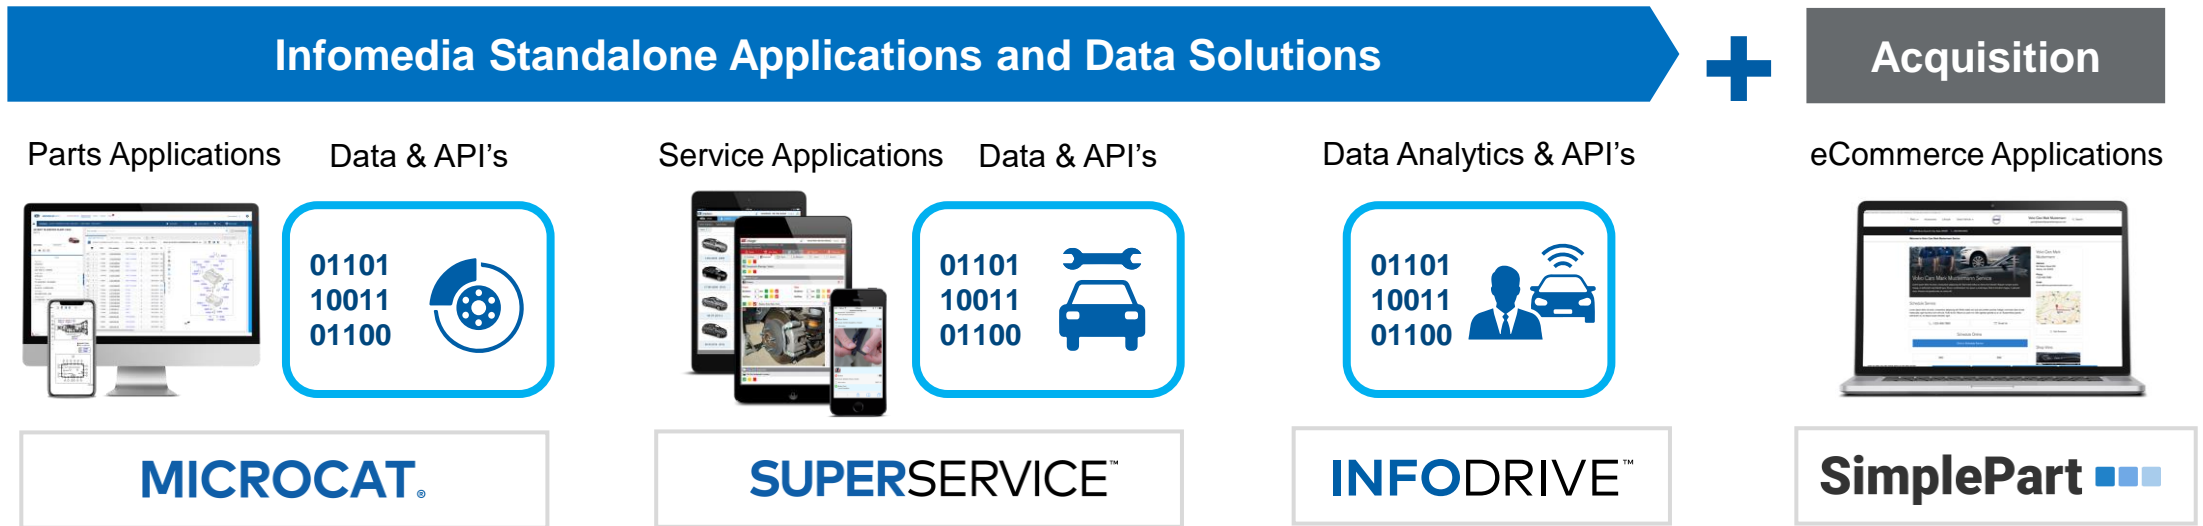 Infomedia Standalone Applications and Data Solutions
Acquisition
Parts Applications
Data & API's
Service Applications
Data & API's
Data Analytics & API's
eCommerce Applications
01101
10011
01100
01101
10011
01100
01101
10011
01100
MICROCAT®
SUPERSERVICE™
INFODRIVE™
SimplePart